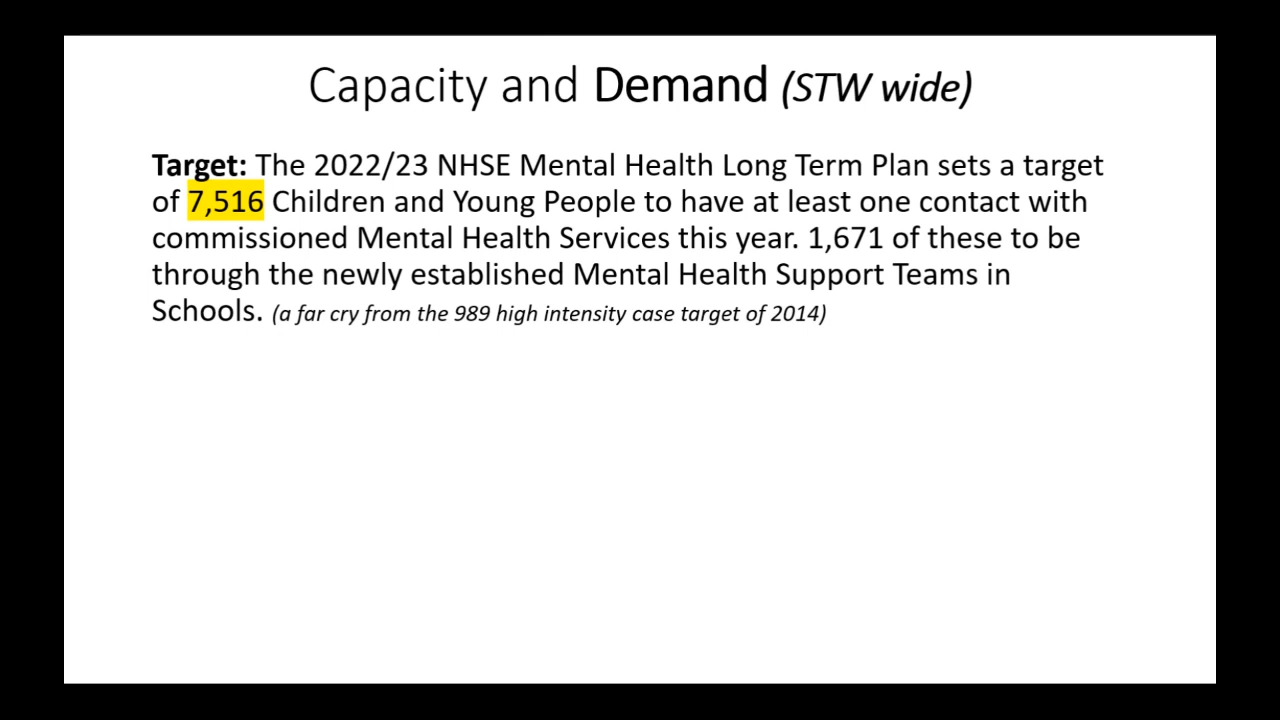 Capacity and Demand (STW wide)
Target: The 2022/23 NHSE Mental Health Long Term Plan sets a target
of 7,516 Children and Young People to have at least one contact with
commissioned Mental Health Services this year. 1,671 of these to be
through the newly established Mental Health Support Teams in
Schools. (a far cry from the 989 high intensity case target of 2014)